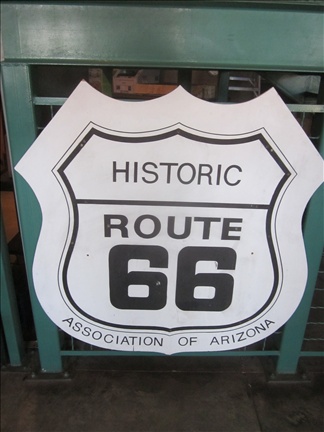 HISTORIC
ROUTE
66
ASSOCIATION OF ARIZONA